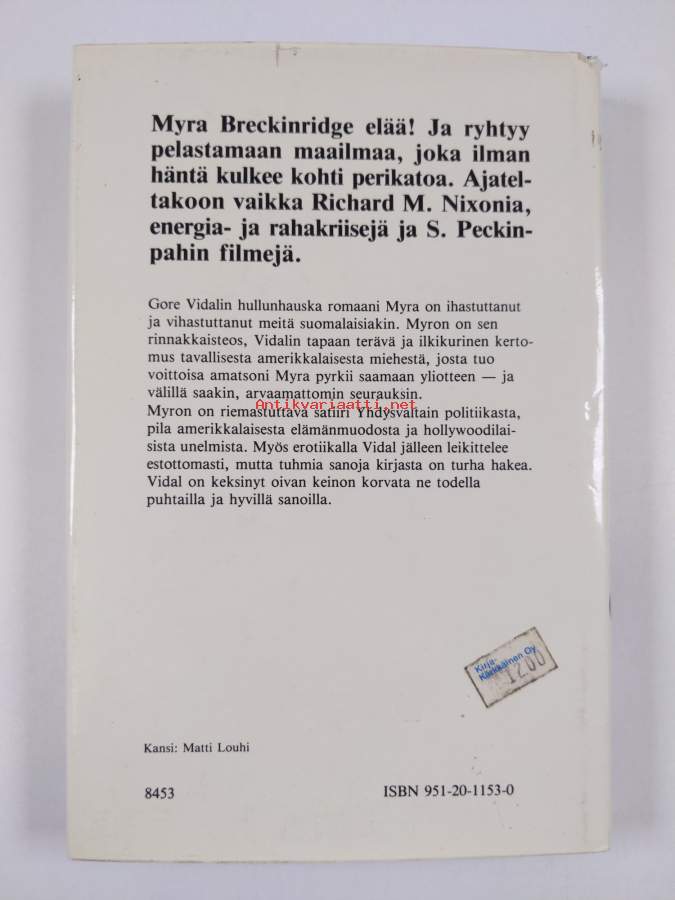 Myra Breckinridge elää! Ja ryhtyy
pelastamaan maailmaa, joka ilman
häntä kulkee kohti perikatoa. Ajatel-
takoon vaikka Richard M. Nixonia,
energia- ja rahakriisejä ja S. Peckin-
pahin filmejä.
Gore Vidalin hullunhauska romaani Myra on ihastuttanut
ja vihastuttanut meitä suomalaisiakin. Myron on sen
rinnakkaisteos, Vidalin tapaan terävä ja ilkikurinen kerto-
mus tavallisesta amerikkalaisesta miehestä, josta tuo
voittoisa amatsoni Myra pyrkii saamaan yliotteen — ja
välillä saakin, arvaamattomin seurauksin.
Antikvariaatti.net
Myron on riemastuttava satiiri Yhdysvaltain politiikasta,
pila amerikkalaisesta elämänmuodosta ja hollywoodilai-
sista unelmista. Myös erotiikalla Vidal jälleen leikittelee
estottomasti, mutta tuhmia sanoja kirjasta on turha hakea.
Vidal on keksinyt oivan keinon korvata ne todella
puhtailla ja hyvillä sanoilla.
Kirja-
Kärkkäinen Oy
1200
Kansi: Matti Louhi
8453
ISBN 951-20-1153-0